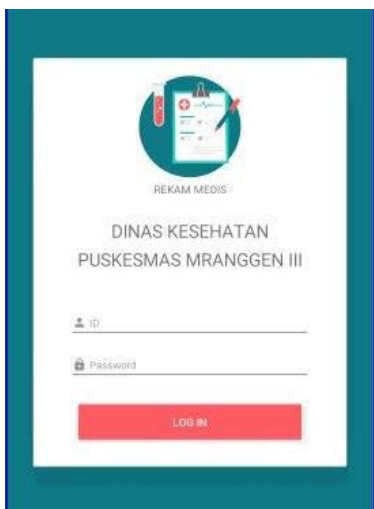 REKAM MEDIS
DINAS KESEHATAN
PUSKESMAS MRANGGEN III
ID
Password
LOG IN